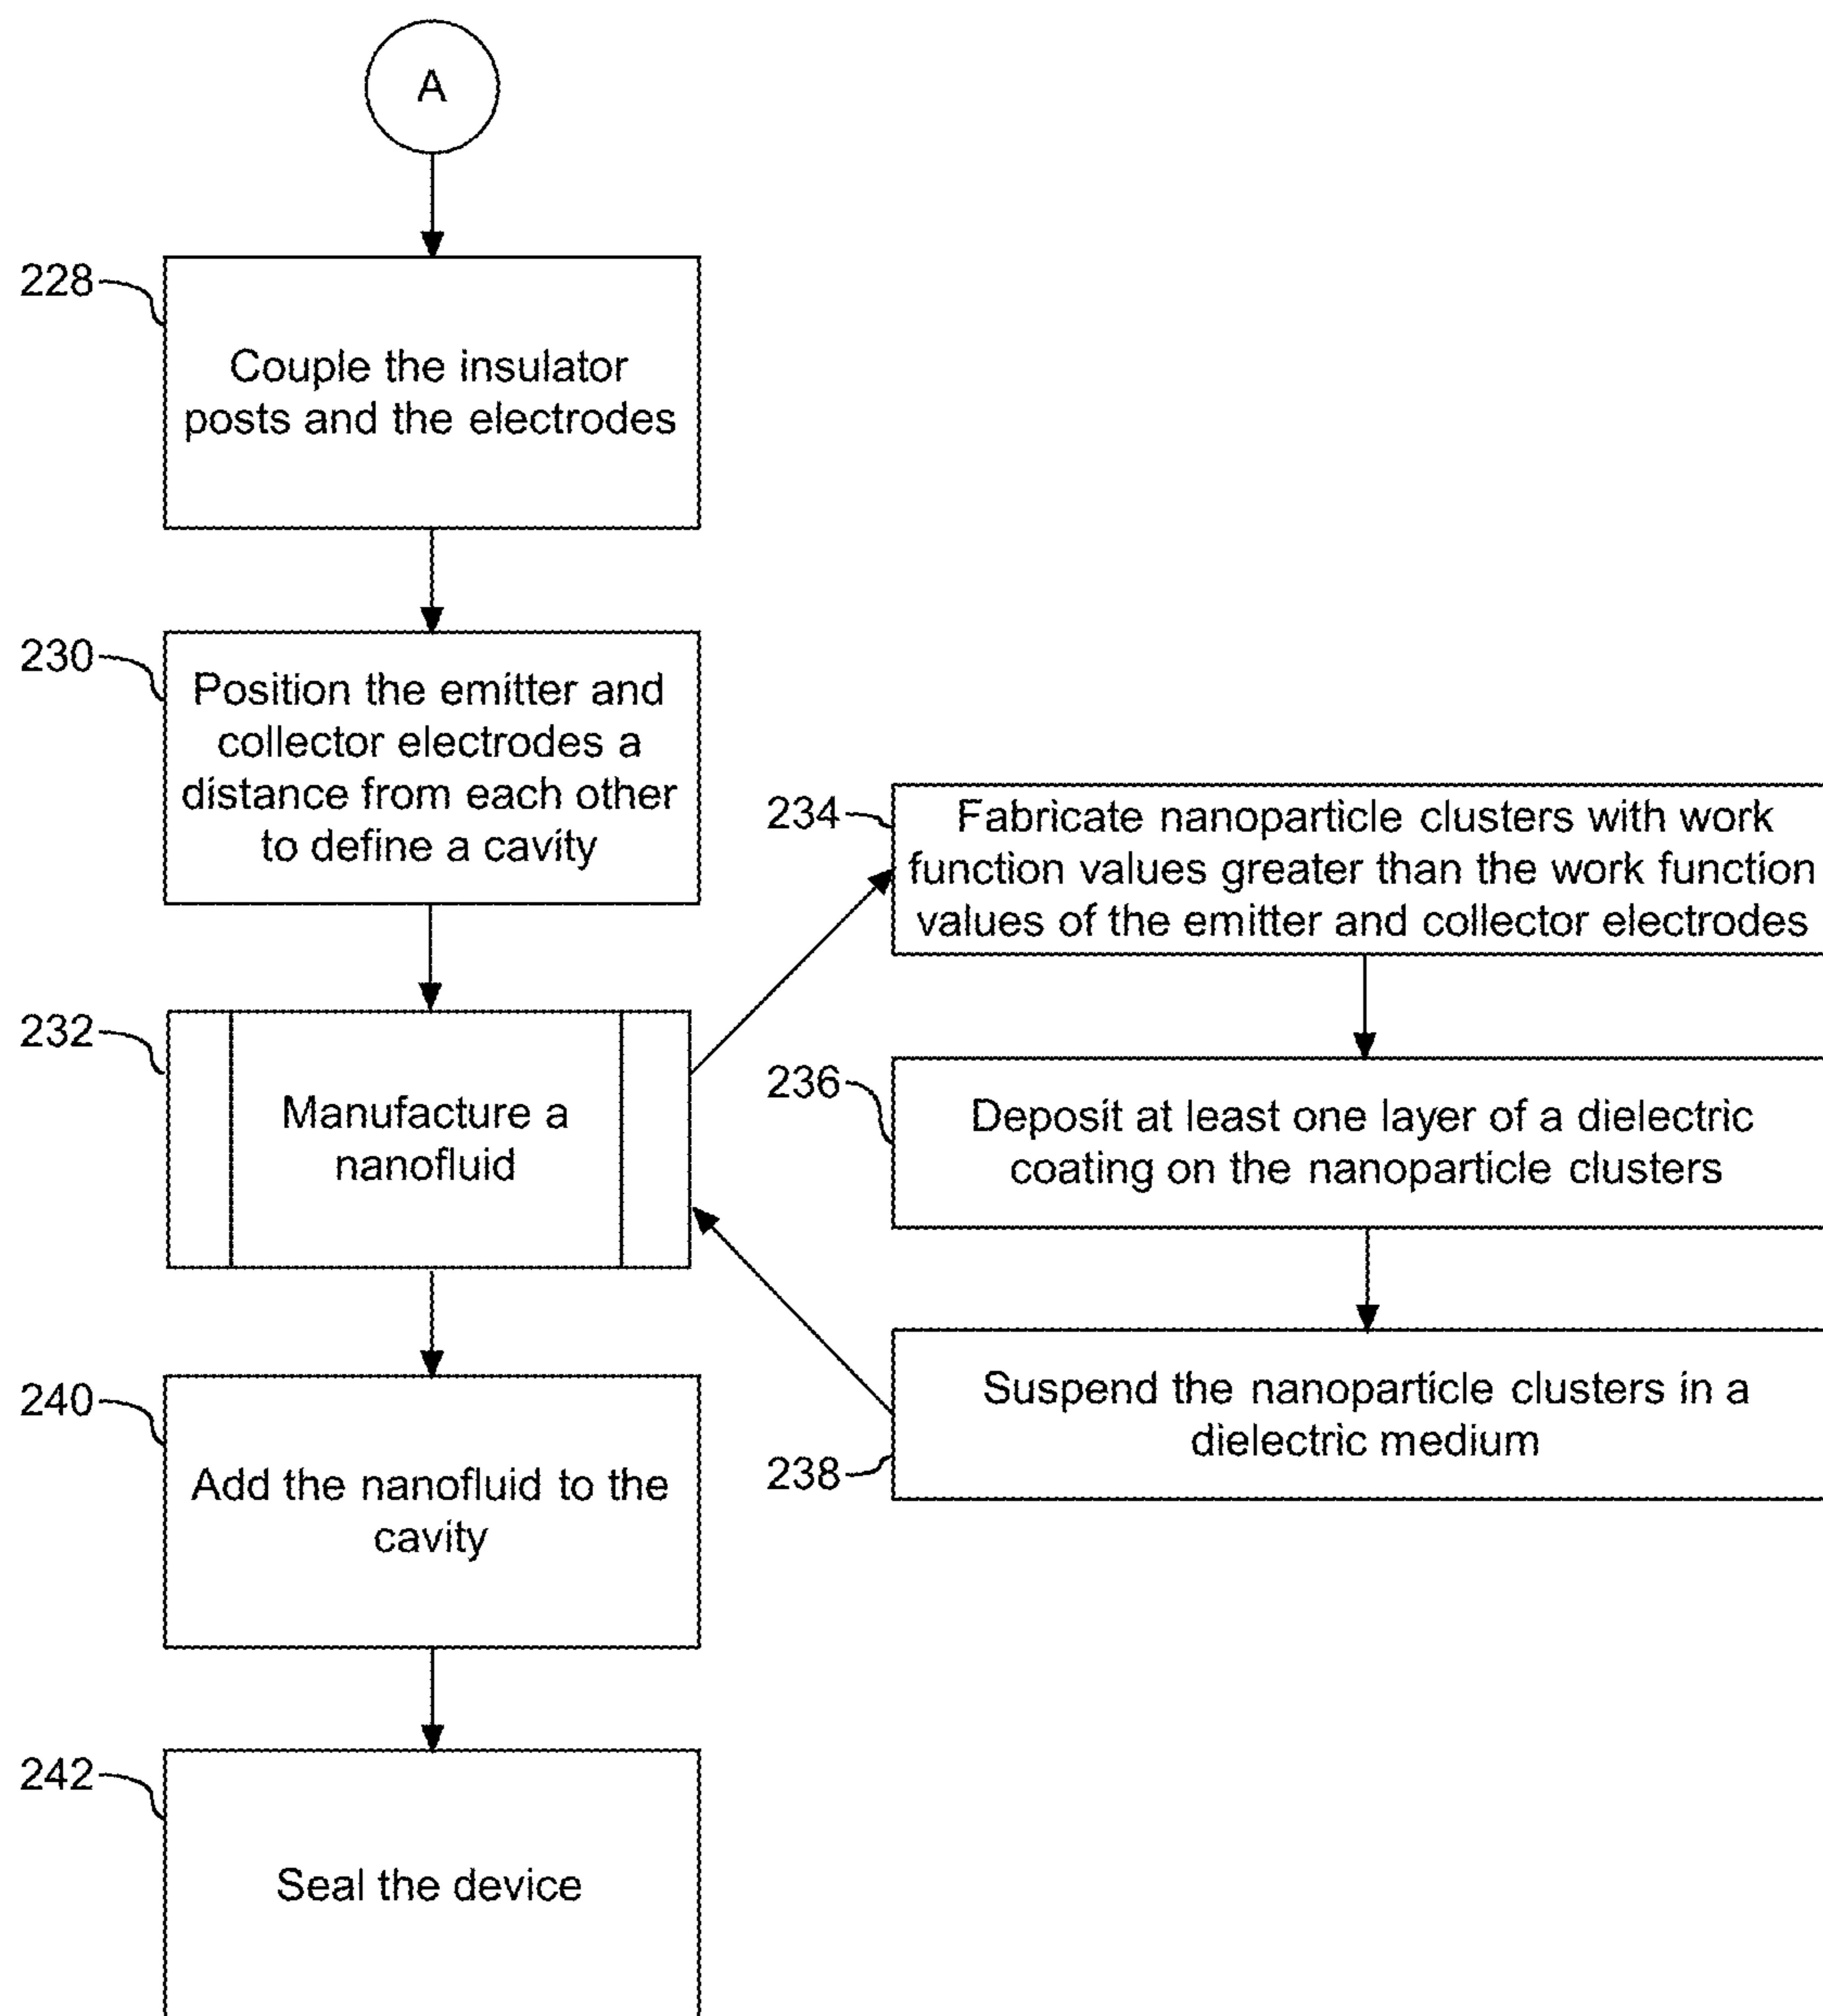 A
228
Couple the insulator
posts and the electrodes
230
Position the emitter and
collector electrodes a
distance from each other
to define a cavity
232
Manufacture a
nanofluid
234
Fabricate nanoparticle clusters with work
function values greater than the work function
values of the emitter and collector electrodes
236
Deposit at least one layer of a dielectric
coating on the nanoparticle clusters
238
Suspend the nanoparticle clusters in a
dielectric medium
240
Add the nanofluid to the
cavity
242
Seal the device